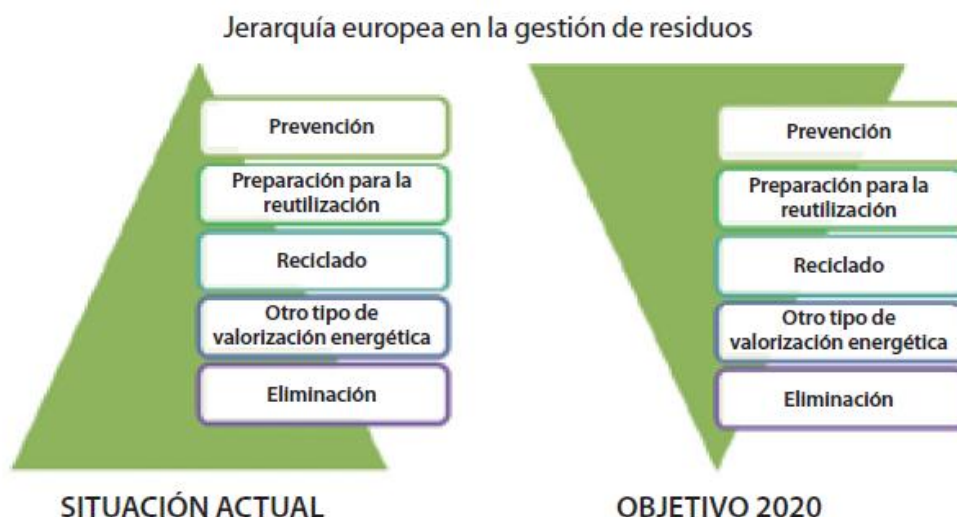 Jerarquía europea en la gestión de residuos
Prevención
Preparación para la
reutilización
Reciclado
Otro tipo de
valorización energética
Eliminación
SITUACIÓN ACTUAL
Prevención
Preparación para la
reutilización
Reciclado
Otro tipo de
valorización energética
Eliminación
OBJETIVO 2020